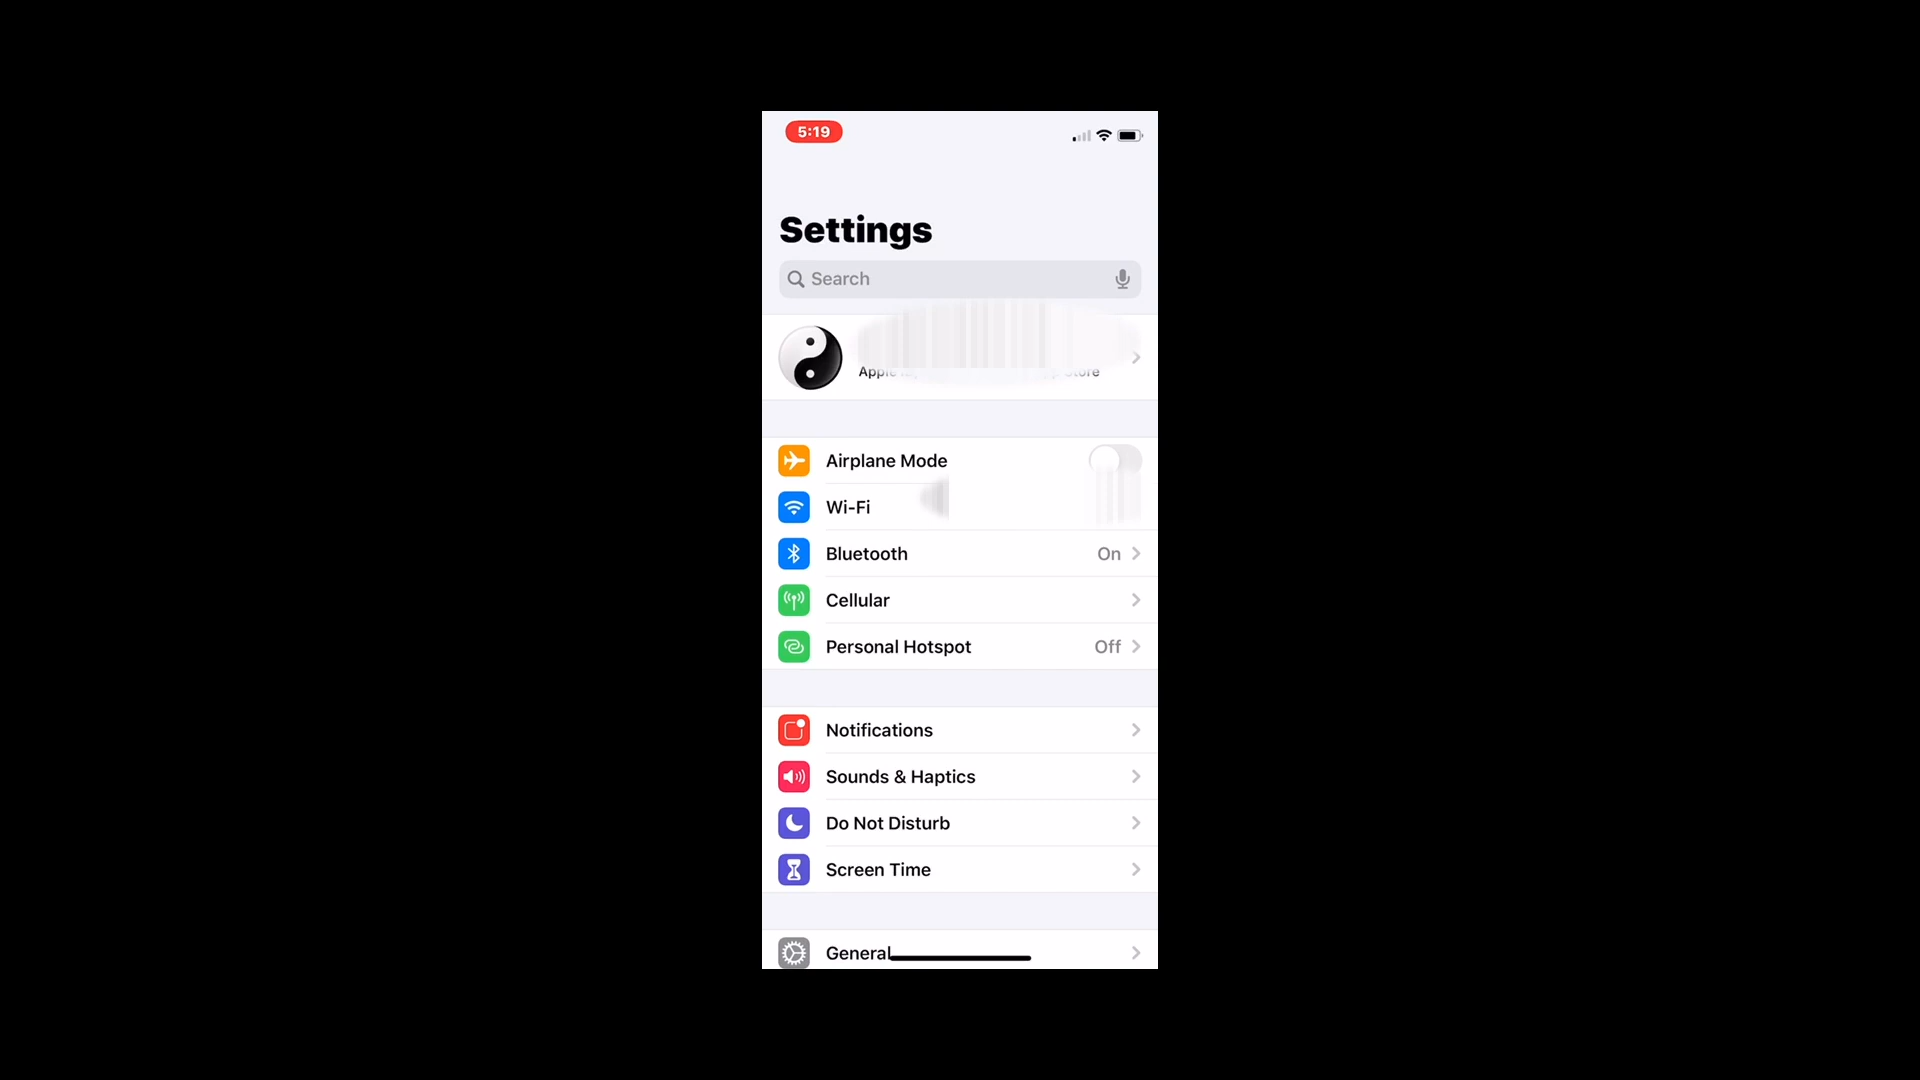 5:19
Settings
Search
Airplane Mode
Wi-Fi
Bluetooth On
Cellular
Personal Hotspot Off
Notifications
Sounds & Haptics
Do Not Disturb
Screen Time
General